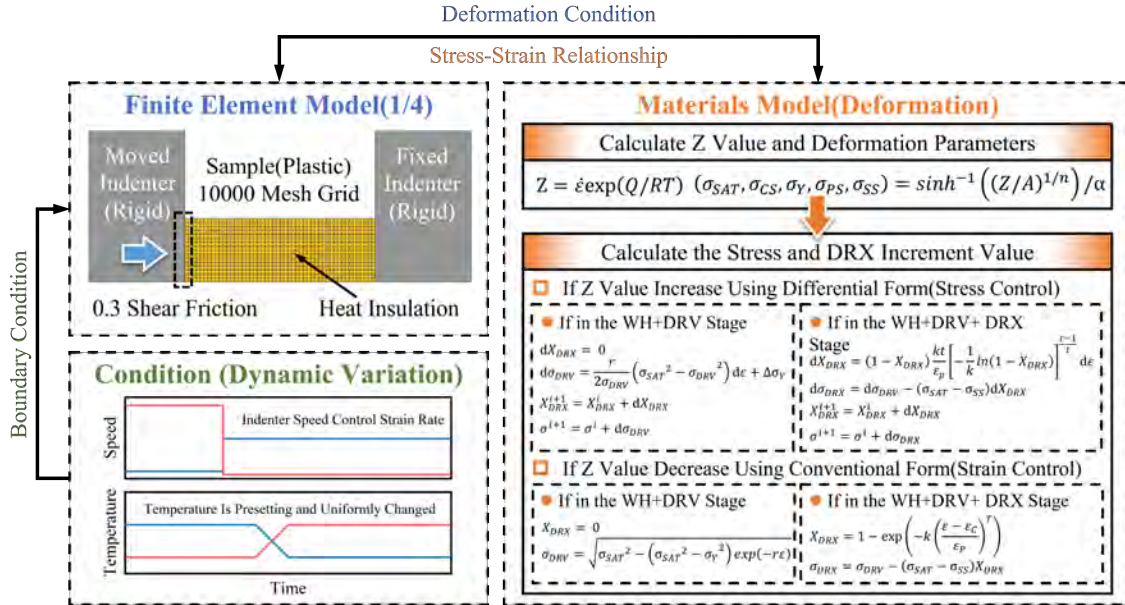 Deformation Condition
Stress-Strain Relationship
Boundary Condition
Finite Element Model(1/4)
Moved
Indenter
(Rigid)
Sample(Plastic)
10000 Mesh Grid
Fixed
Indenter
(Rigid)
0.3 Shear Friction
Heat Insulation
Condition (Dynamic Variation)
Speed
Indenter Speed Control Strain Rate
Temperature
Temperature Is Presetting and Uniformly Changed
Time
Materials Model(Deformation)
Calculate Z Value and Deformation Parameters
Z = ε̇exp(Q/RT) (σ_SAT, σ_CS, σ_Y, σ_PS, σ_SS) = sinh⁻¹((Z/A)^{1/n})/α
Calculate the Stress and DRX Increment Value
If Z Value Increase Using Differential Form(Stress Control)
If in the WH+DRV Stage
dX_DRX = 0
dσ_DRV = r/(2σ_DRV) (σ_SAT² − σ_DRV²) dε + Δσ_Y
X_DRX^{i+1} = X_DRX^i + dX_DRX
σ^{i+1} = σ^i + dσ_DRV
If in the WH+DRV+ DRX
Stage
dX_DRX = (1 − X_DRX) kt/ε_p [−1/k ln(1 − X_DRX)]^{(t−1)/t} dε
dσ_DRX = dσ_DRV − (σ_SAT − σ_SS)dX_DRX
X_DRX^{i+1} = X_DRX^i + dX_DRX
σ^{i+1} = σ^i + dσ_DRX
If Z Value Decrease Using Conventional Form(Strain Control)
If in the WH+DRV Stage
X_DRX = 0
σ_DRV = √(σ_SAT² − (σ_SAT² − σ_Y²) exp(−rε))
If in the WH+DRV+ DRX Stage
X_DRX = 1 − exp(−k((ε − ε_C)/ε_P)^T)
σ_DRX = σ_DRV − (σ_SAT − σ_SS)X_DRX